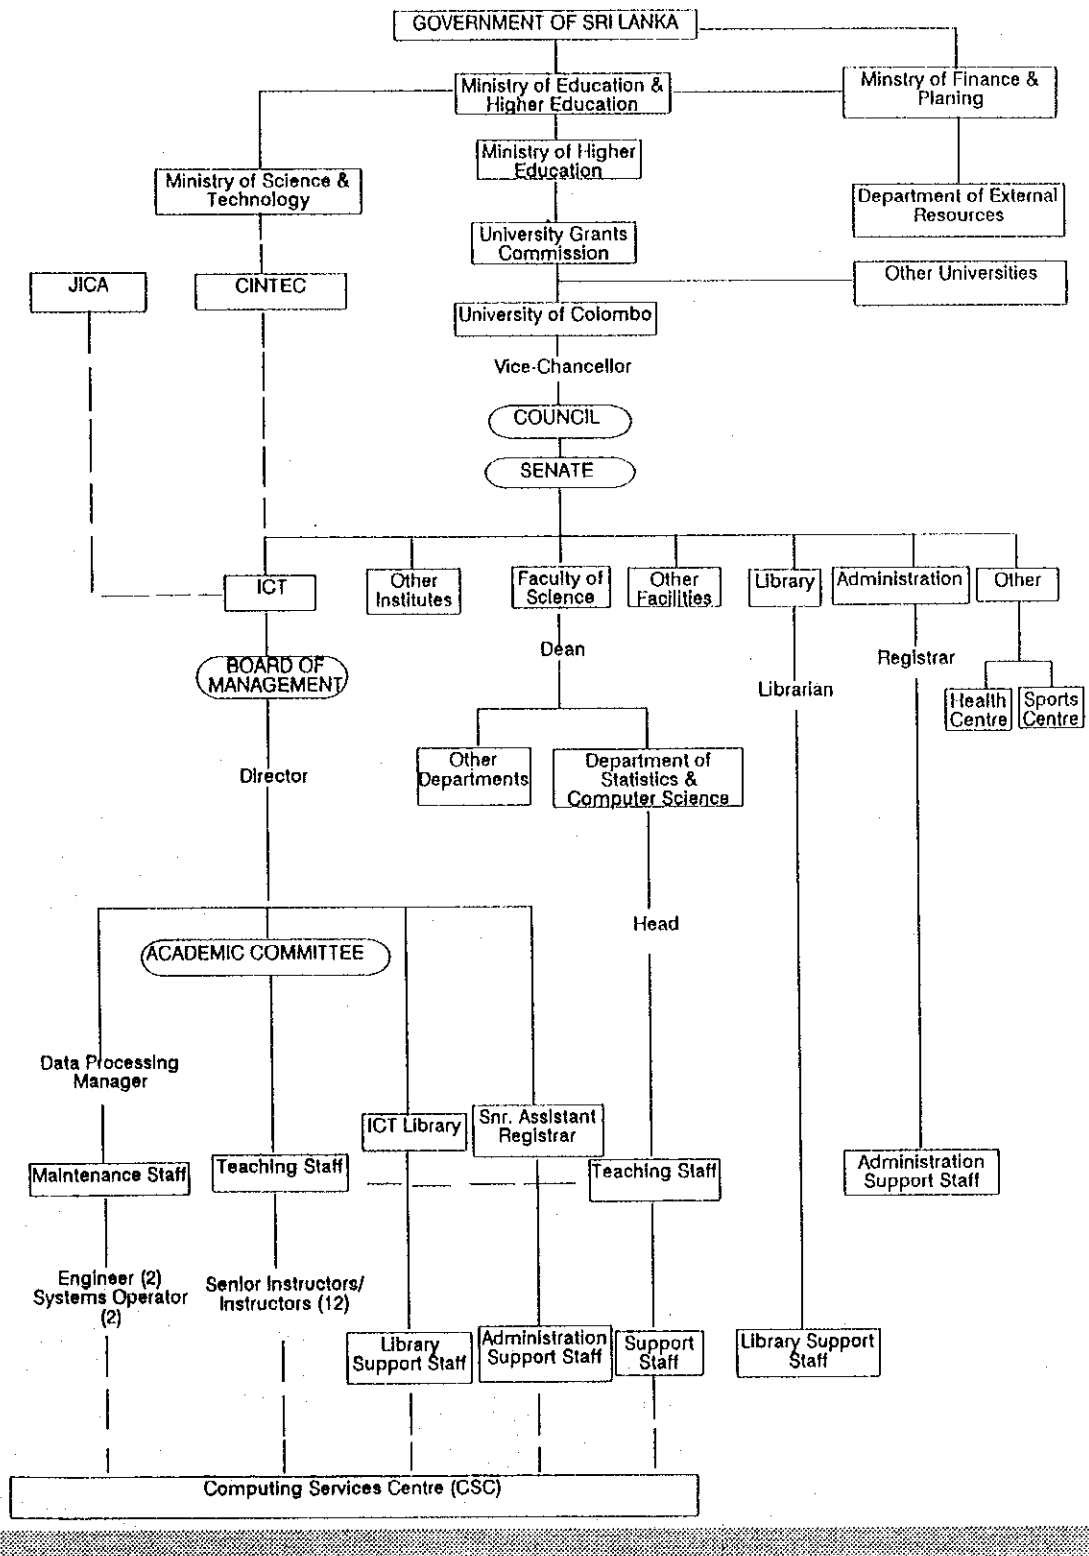 GOVERNMENT OF SRI LANKA
Ministry of Education &
Higher Education
Minstry of Finance &
Planing
Ministry of Higher
Education
Ministry of Science &
Technology
Department of External
Resources
University Grants
Commission
Other Universities
JICA
CINTEC
University of Colombo
Vice-Chancellor
COUNCIL
SENATE
ICT
Other
Institutes
Faculty of
Science
Other
Facilities
Library
Administration
Other
Dean
Registrar
BOARD OF
MANAGEMENT
Librarian
Health
Centre
Sports
Centre
Director
Other
Departments
Department of
Statistics &
Computer Science
Head
ACADEMIC COMMITTEE
Data Processing
Manager
ICT Library
Snr. Assistant
Registrar
Maintenance Staff
Teaching Staff
Teaching Staff
Administration
Support Staff
Engineer (2)
Systems Operator
(2)
Senior Instructors/
Instructors (12)
Library
Support Staff
Administration
Support Staff
Support
Staff
Library Support
Staff
Computing Services Centre (CSC)